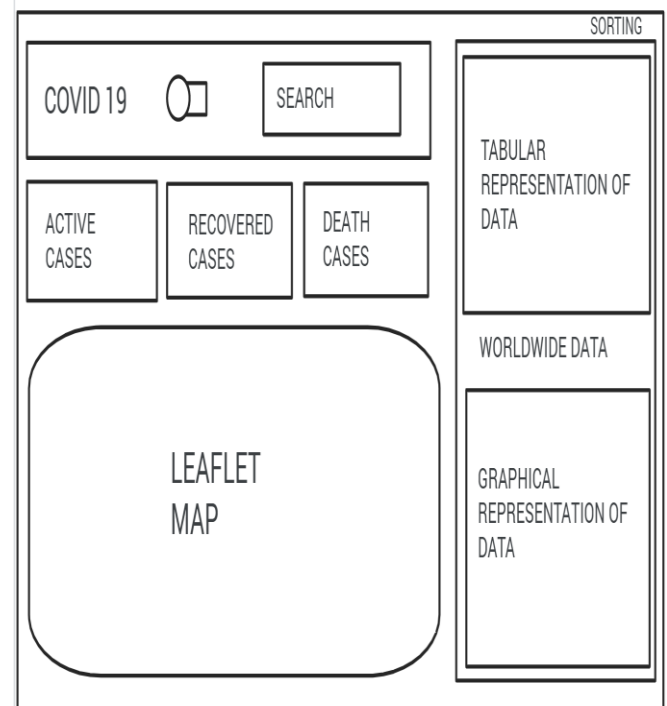 SORTING
COVID 19
SEARCH
ACTIVE
CASES
RECOVERED
CASES
DEATH
CASES
LEAFLET
MAP
TABULAR
REPRESENTATION OF
DATA
WORLDWIDE DATA
GRAPHICAL
REPRESENTATION OF
DATA